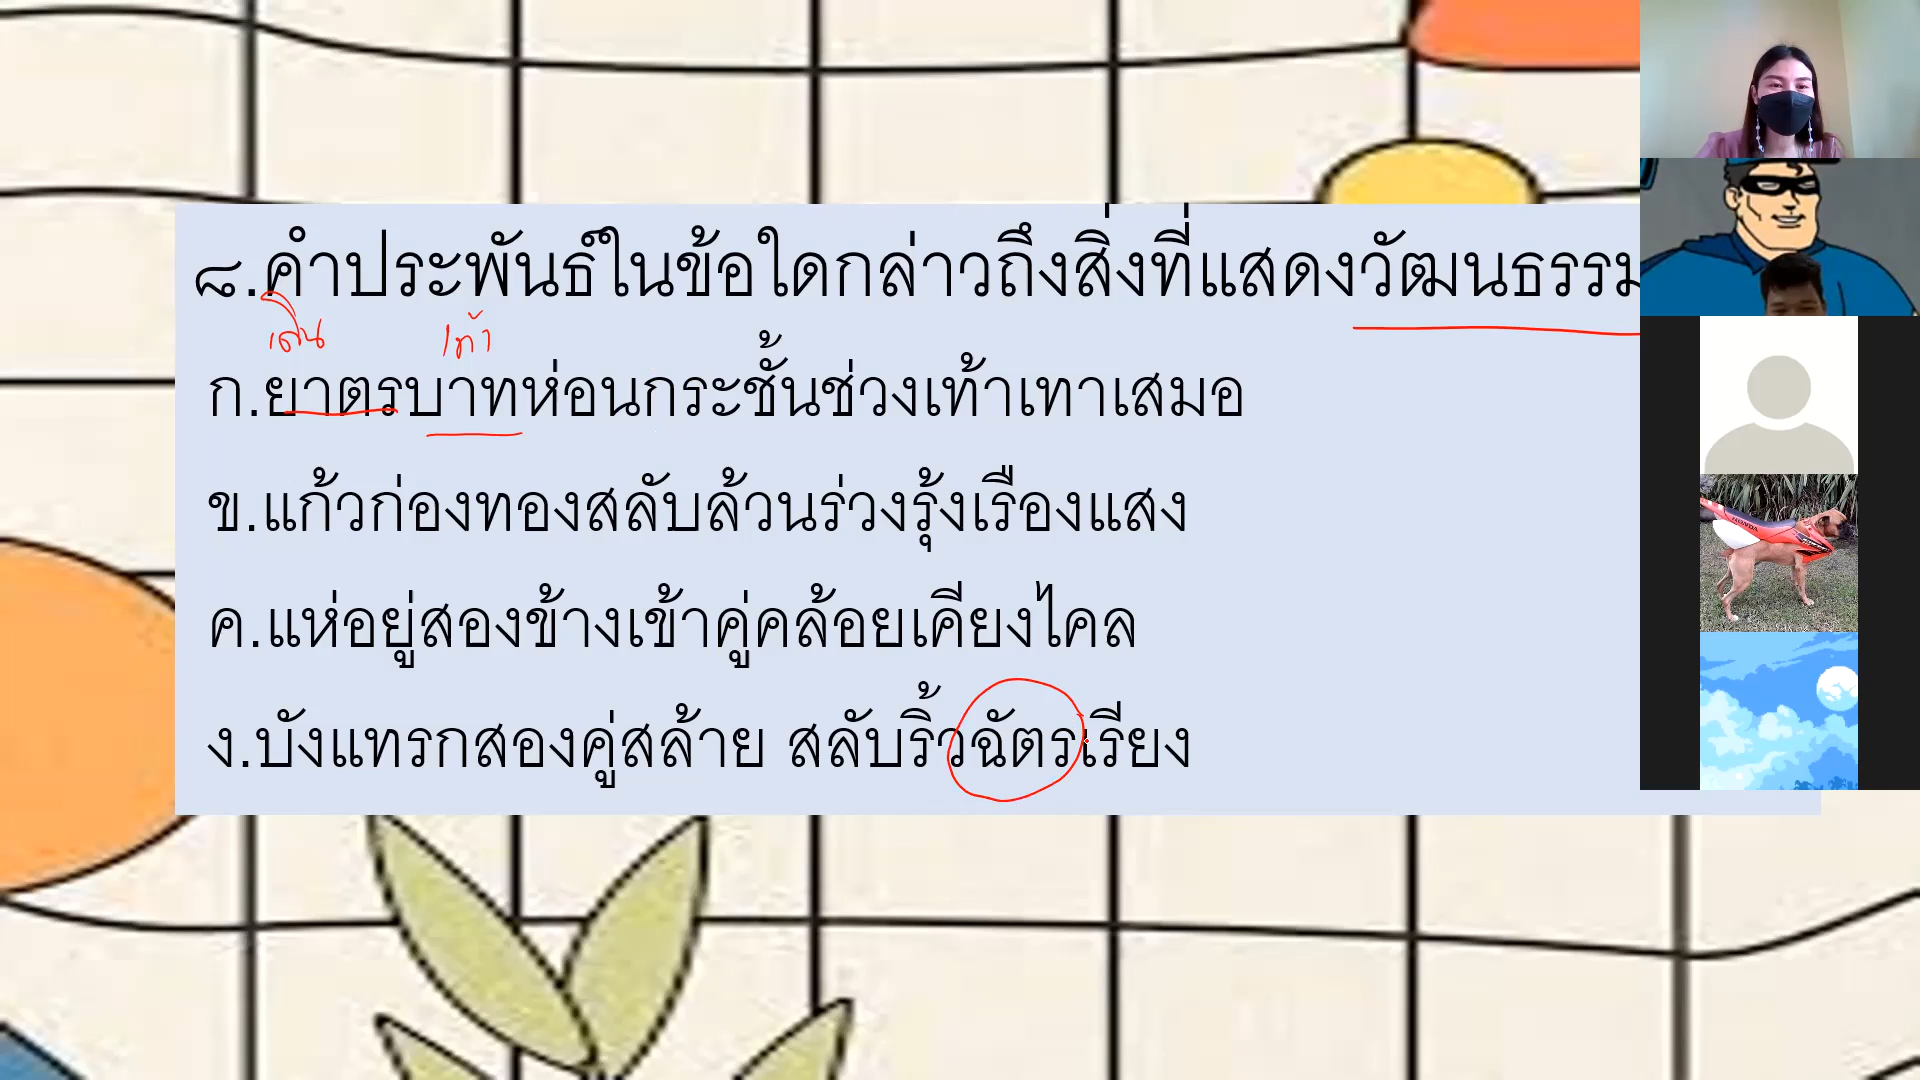 ๘.คำประพันธ์ในข้อใดกล่าวถึงสิ่งที่แสดงวัฒนธรรม
เดิน เท้า
ก.ยาตรบาทห่อนกระชั้นช่วงเท้าเทาเสมอ
ข.แก้วก่องทองสลับล้วนร่วงรุ้งเรืองแสง
ค.แห่อยู่สองข้างเข้าคู่คล้อยเคียงไคล
ง.บังแทรกสองคู่สล้าย สลับริ้วฉัตรเรียง
HONDA